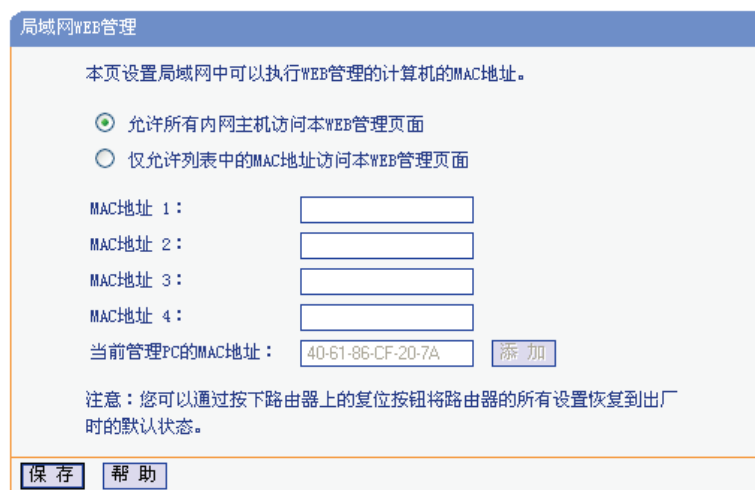 局域网WEB管理
本页设置局域网中可以执行WEB管理的计算机的MAC地址。
允许所有内网主机访问本WEB管理页面
仅允许列表中的MAC地址访问本WEB管理页面
MAC地址 1：
MAC地址 2：
MAC地址 3：
MAC地址 4：
当前管理PC的MAC地址： 40-61-86-CF-20-7A 添 加
注意：您可以通过按下路由器上的复位按钮将路由器的所有设置恢复到出厂
时的默认状态。
保 存 帮 助